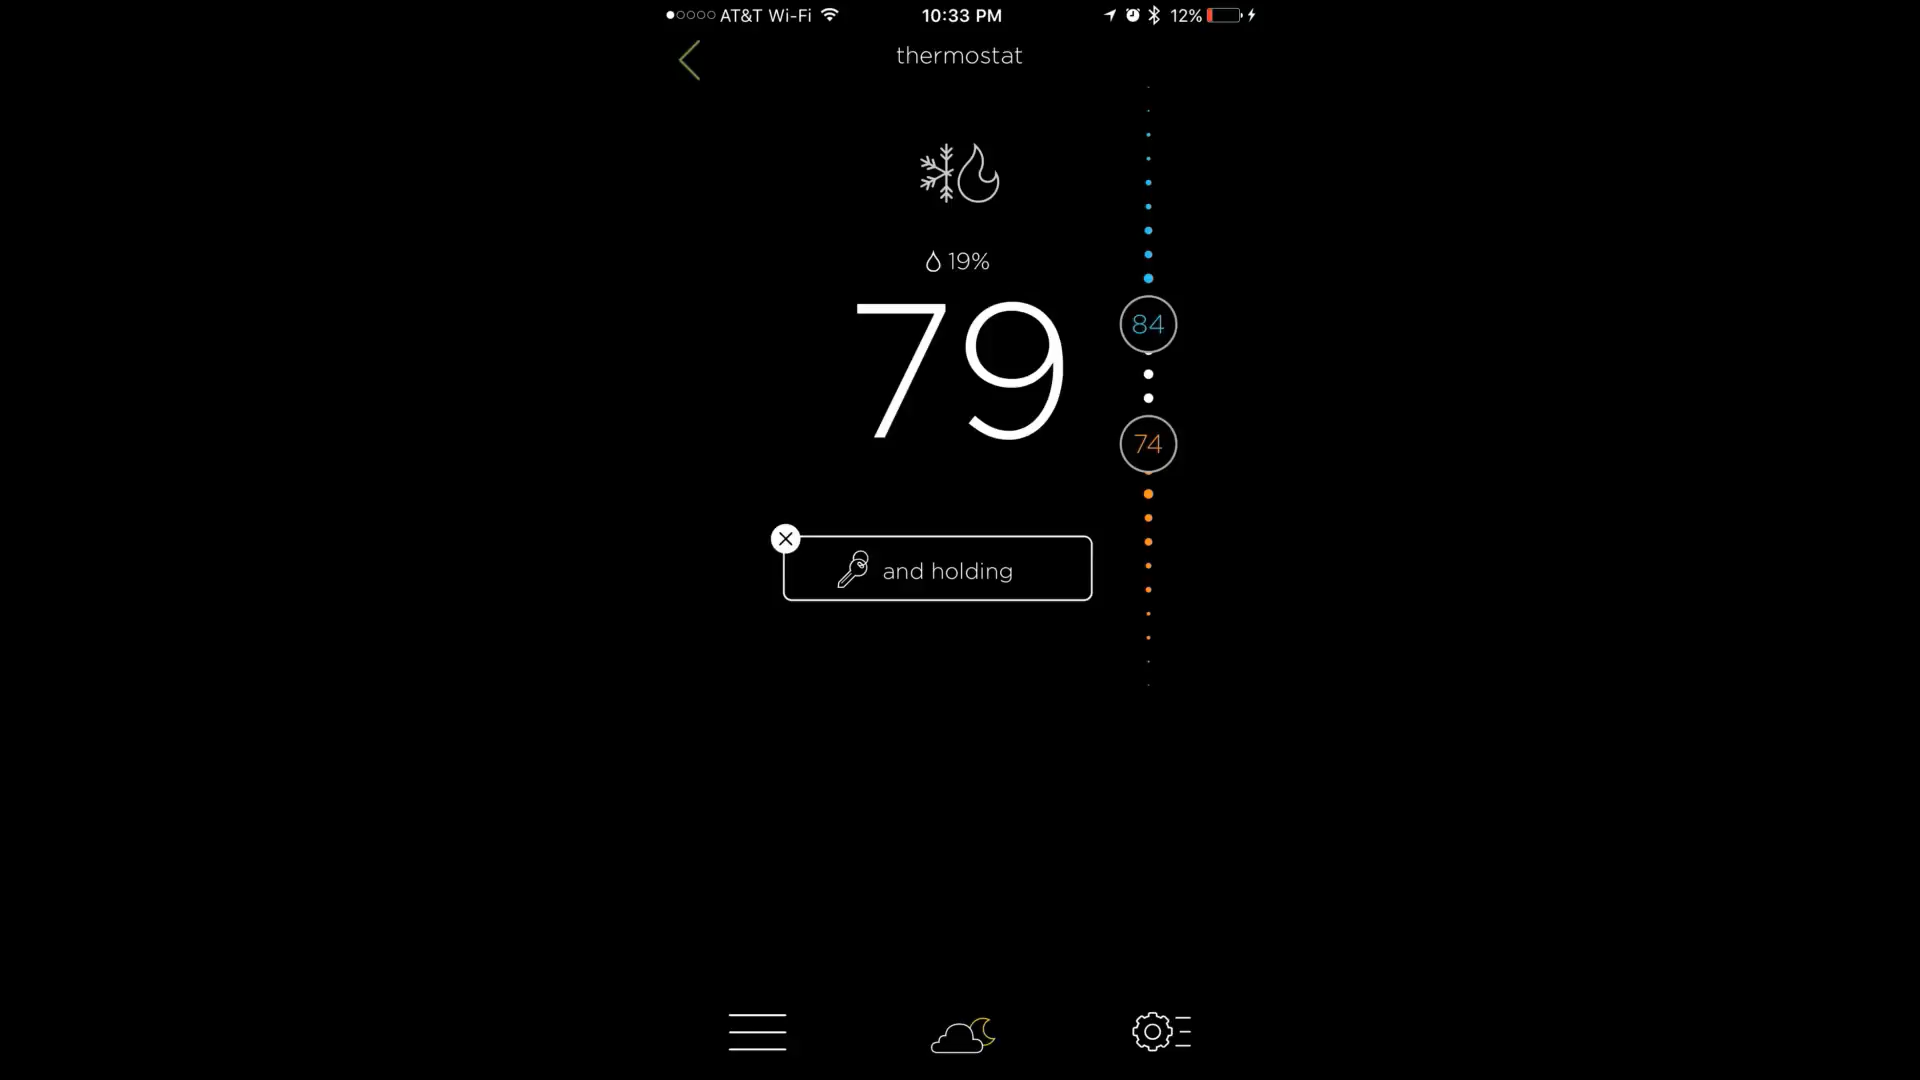 AT&T Wi-Fi 10:33 PM 12%
thermostat
19%
79
84
74
and holding